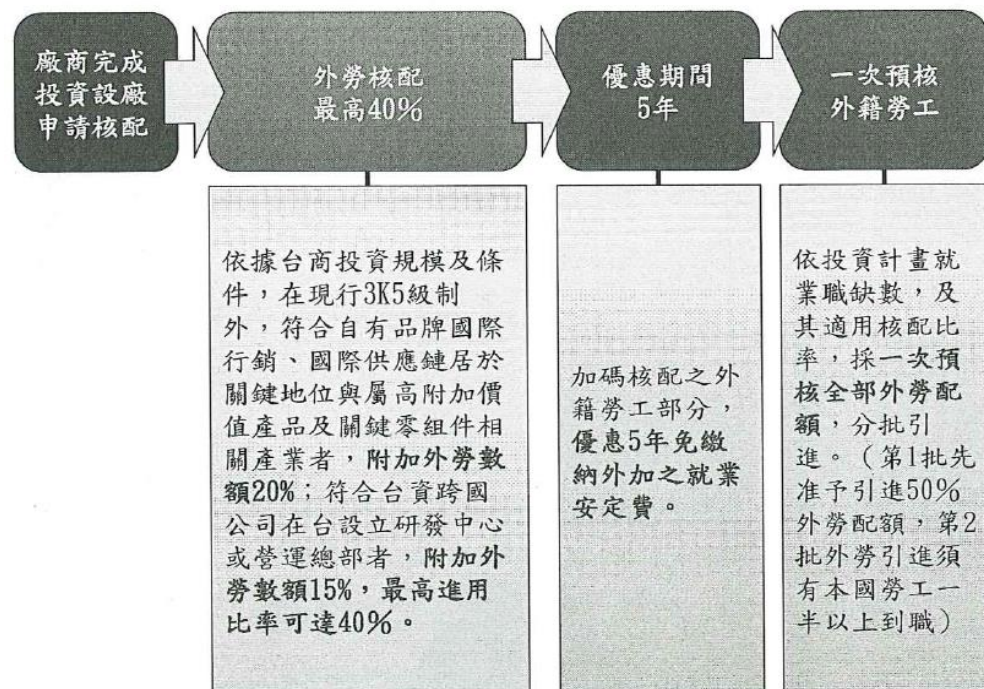 廠商完成
投資設廠
申請核配
外勞核配
最高40%
優惠期間
5年
一次預核
外籍勞工
依據台商投資規模及條
件，在現行3K5級制
外，符合自有品牌國際
行銷、國際供應鏈居於
關鍵地位與屬高附加價
值產品及關鍵零組件相
關產業者，附加外勞數
額20%；符合台資跨國
公司在台設立研發中心
或營運總部者，附加外
勞數額15%，最高進用
比率可達40%。
加碼核配之外
籍勞工部分，
優惠5年免繳
納外加之就業
安定費。
依投資計畫就
業職缺數，及
其適用核配比
率，採一次預
核全部外勞配
額，分批引
進。（第1批先
准予引進50%
外勞配額，第2
批外勞引進須
有本國勞工一
半以上到職）